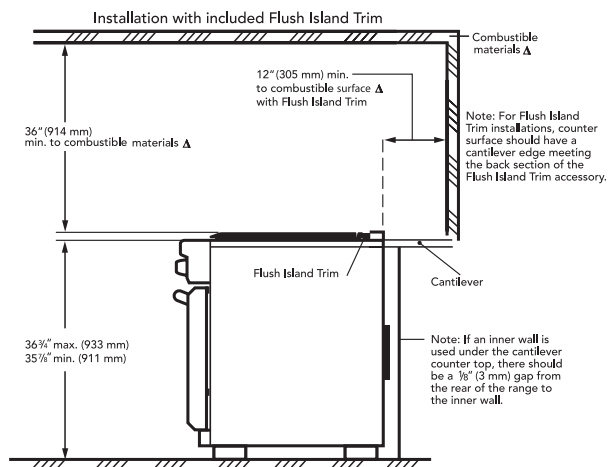 Installation with included Flush Island Trim
Combustible
materials Δ
12" (305 mm) min.
to combustible surface Δ
with Flush Island Trim
36" (914 mm)
min. to combustible materials Δ
Note: For Flush Island
Trim installations, counter
surface should have a
cantilever edge meeting
the back section of the
Flush Island Trim accessory.
Flush Island Trim
Cantilever
36¾" max. (933 mm)
35⅞" min. (911 mm)
Note: If an inner wall is
used under the cantilever
counter top, there should
be a ⅛" (3 mm) gap from
the rear of the range to
the inner wall.